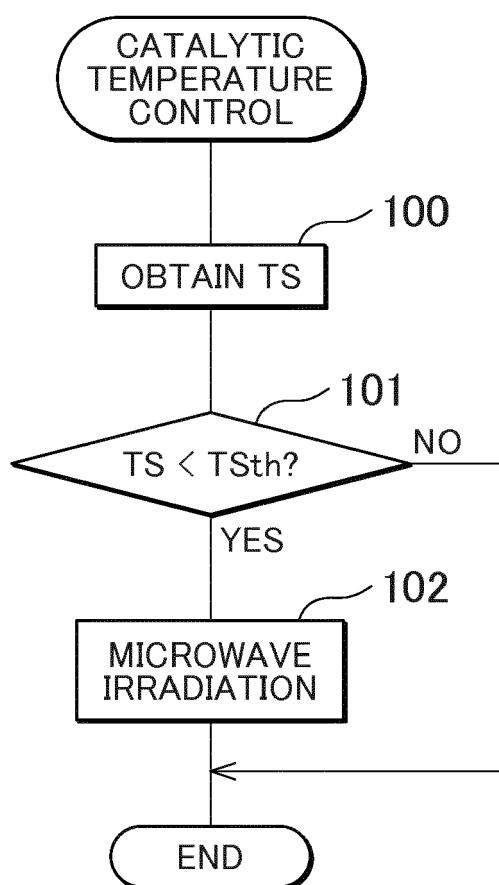 CATALYTIC
TEMPERATURE
CONTROL
100
OBTAIN TS
101
TS < TSth?
NO
YES
102
MICROWAVE
IRRADIATION
END